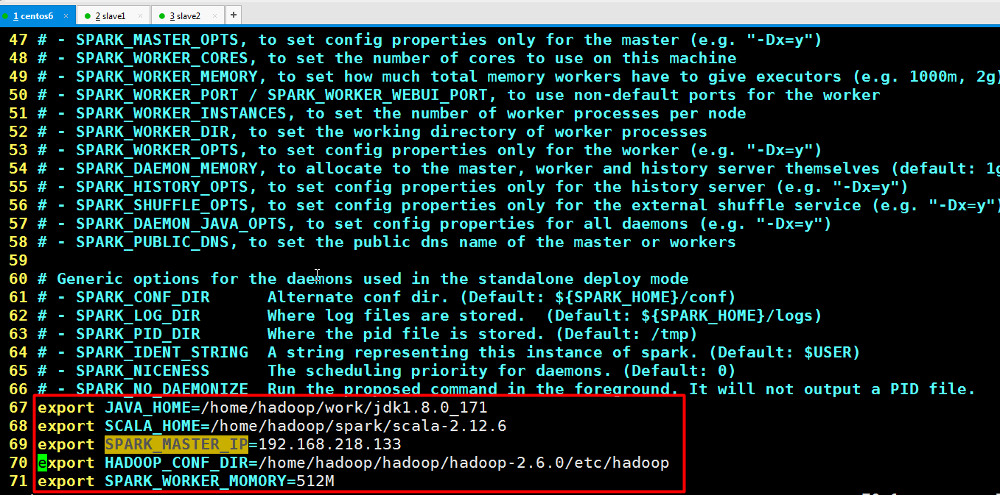 1 centos6 × 2 slave1 × 3 slave2 × +
47 # - SPARK_MASTER_OPTS, to set config properties only for the master (e.g. "-Dx=y")
48 # - SPARK_WORKER_CORES, to set the number of cores to use on this machine
49 # - SPARK_WORKER_MEMORY, to set how much total memory workers have to give executors (e.g. 1000m, 2g)
50 # - SPARK_WORKER_PORT / SPARK_WORKER_WEBUI_PORT, to use non-default ports for the worker
51 # - SPARK_WORKER_INSTANCES, to set the number of worker processes per node
52 # - SPARK_WORKER_DIR, to set the working directory of worker processes
53 # - SPARK_WORKER_OPTS, to set config properties only for the worker (e.g. "-Dx=y")
54 # - SPARK_DAEMON_MEMORY, to allocate to the master, worker and history server themselves (default: 1g
55 # - SPARK_HISTORY_OPTS, to set config properties only for the history server (e.g. "-Dx=y")
56 # - SPARK_SHUFFLE_OPTS, to set config properties only for the external shuffle service (e.g. "-Dx=y")
57 # - SPARK_DAEMON_JAVA_OPTS, to set config properties for all daemons (e.g. "-Dx=y")
58 # - SPARK_PUBLIC_DNS, to set the public dns name of the master or workers
59
60 # Generic options for the daemons used in the standalone deploy mode
61 # - SPARK_CONF_DIR      Alternate conf dir. (Default: ${SPARK_HOME}/conf)
62 # - SPARK_LOG_DIR       Where log files are stored.  (Default: ${SPARK_HOME}/logs)
63 # - SPARK_PID_DIR       Where the pid file is stored. (Default: /tmp)
64 # - SPARK_IDENT_STRING  A string representing this instance of spark. (Default: $USER)
65 # - SPARK_NICENESS      The scheduling priority for daemons. (Default: 0)
66 # - SPARK_NO_DAEMONIZE  Run the proposed command in the foreground. It will not output a PID file.
67 export JAVA_HOME=/home/hadoop/work/jdk1.8.0_171
68 export SCALA_HOME=/home/hadoop/spark/scala-2.12.6
69 export SPARK_MASTER_IP=192.168.218.133
70 export HADOOP_CONF_DIR=/home/hadoop/hadoop/hadoop-2.6.0/etc/hadoop
71 export SPARK_WORKER_MOMORY=512M